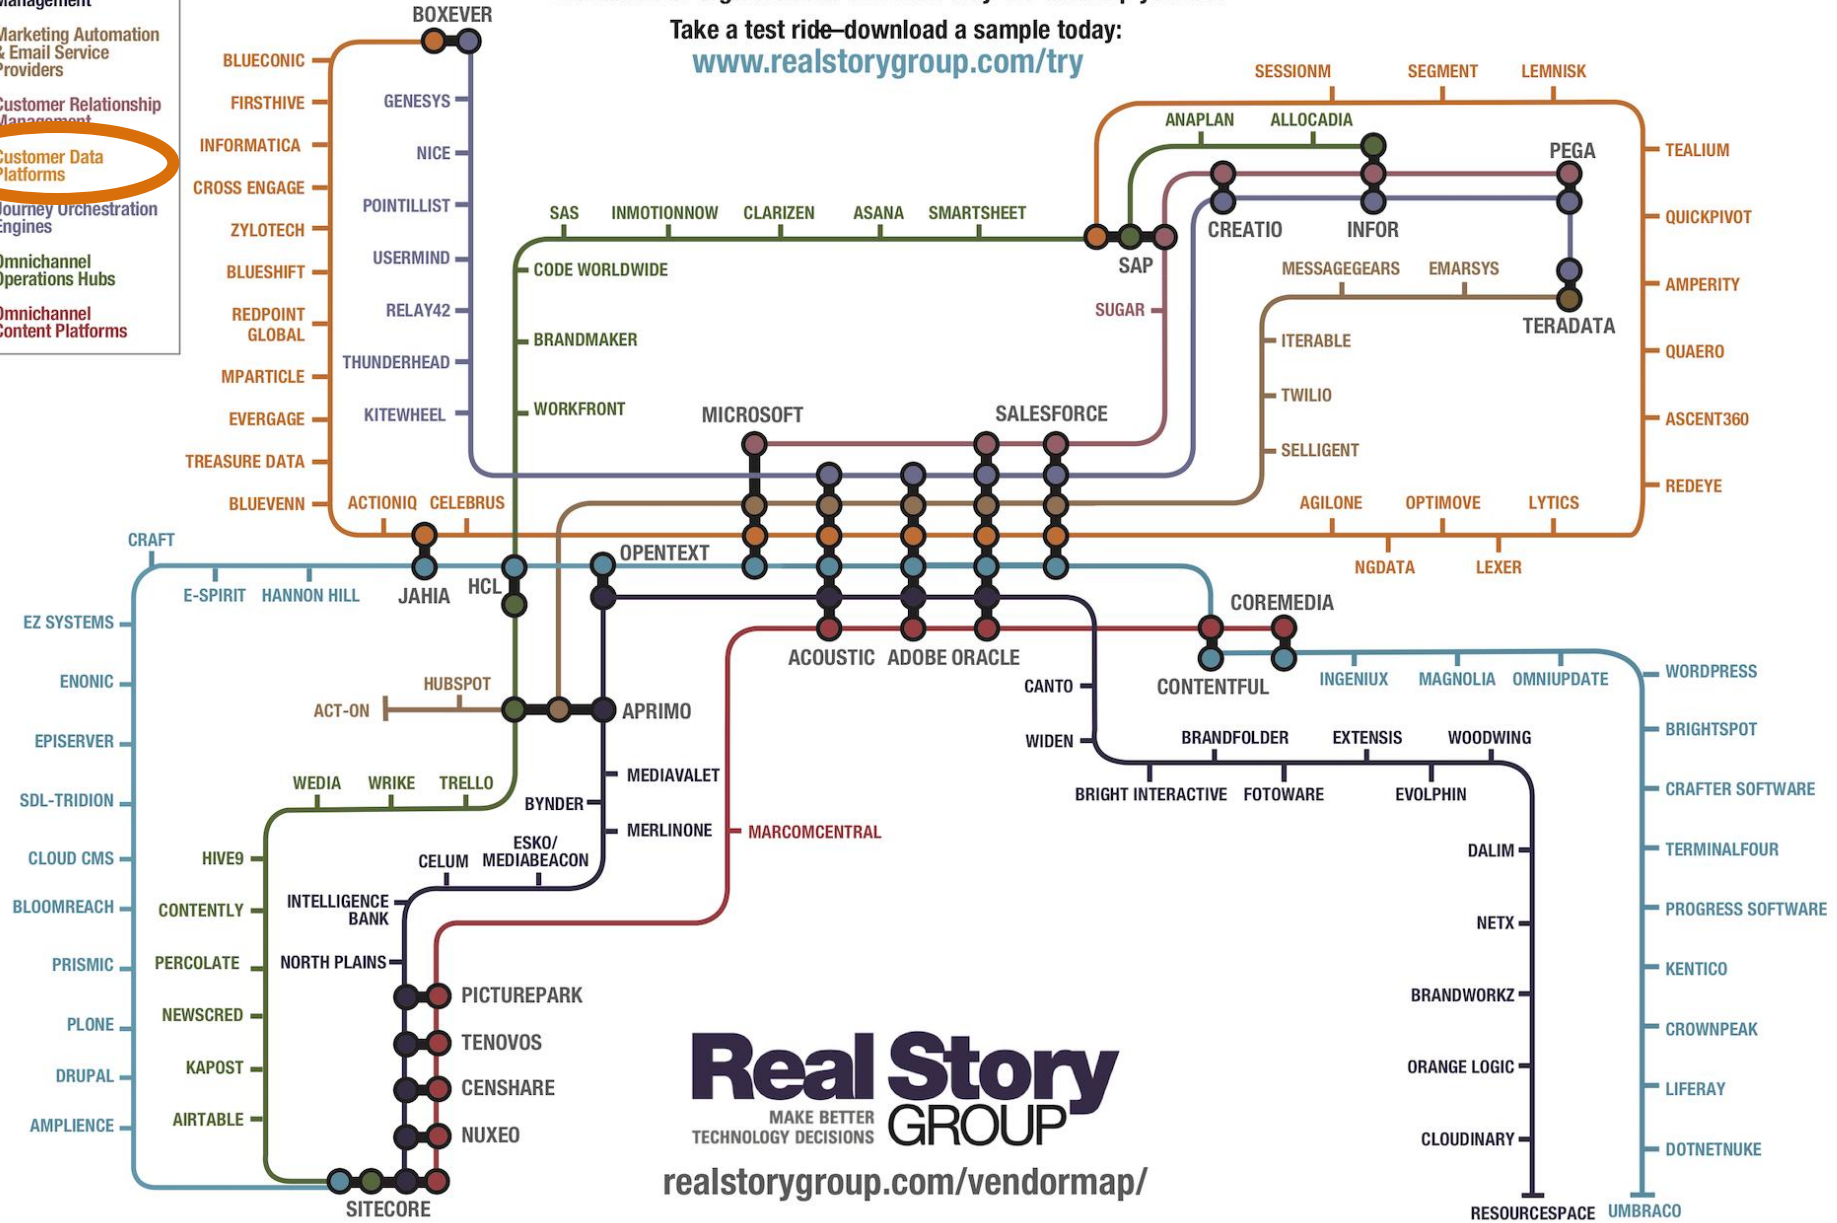 Management
Marketing Automation
& Email Service
Providers
Customer Relationship
Management
Customer Data
Platforms
Journey Orchestration
Engines
Omnichannel
Operations Hubs
Omnichannel
Content Platforms
Take a test ride–download a sample today:
www.realstorygroup.com/try
BOXEVER
BLUECONIC
FIRSTHIVE
INFORMATICA
CROSS ENGAGE
ZYLOTECH
BLUESHIFT
REDPOINT
GLOBAL
MPARTICLE
EVERGAGE
TREASURE DATA
BLUEVENN
ACTIONIQ
CELEBRUS
GENESYS
NICE
POINTILLIST
USERMIND
RELAY42
THUNDERHEAD
KITEWHEEL
SAS
INMOTIONNOW
CLARIZEN
ASANA
SMARTSHEET
CODE WORLDWIDE
BRANDMAKER
WORKFRONT
SESSIONM
SEGMENT
LEMNISK
ANAPLAN
ALLOCADIA
PEGA
CREATIO
INFOR
SAP
SUGAR
MESSAGEGEARS
EMARSYS
TERADATA
ITERABLE
TWILIO
SELLIGENT
TEALIUM
QUICKPIVOT
AMPERITY
QUAERO
ASCENT360
REDEYE
AGILONE
OPTIMOVE
LYTICS
NGDATA
LEXER
MICROSOFT
SALESFORCE
CRAFT
E-SPIRIT
HANNON HILL
JAHIA
HCL
OPENTEXT
ACOUSTIC
ADOBE
ORACLE
COREMEDIA
CONTENTFUL
INGENIUX
MAGNOLIA
OMNIUPDATE
EZ SYSTEMS
ENONIC
EPISERVER
SDL-TRIDION
CLOUD CMS
BLOOMREACH
PRISMIC
PLONE
DRUPAL
AMPLIENCE
HUBSPOT
ACT-ON
APRIMO
WEDIA
WRIKE
TRELLO
HIVE9
CONTENTLY
PERCOLATE
NEWSCRED
KAPOST
AIRTABLE
MEDIAVALET
BYNDER
MERLINONE
CELUM
ESKO/
MEDIABEACON
INTELLIGENCE
BANK
NORTH PLAINS
PICTUREPARK
TENOVOS
CENSHARE
NUXEO
SITECORE
MARCOMCENTRAL
CANTO
WIDEN
BRANDFOLDER
EXTENSIS
WOODWING
BRIGHT INTERACTIVE
FOTOWARE
EVOLPHIN
DALIM
NETX
BRANDWORKZ
ORANGE LOGIC
CLOUDINARY
RESOURCESPACE
WORDPRESS
BRIGHTSPOT
CRAFTER SOFTWARE
TERMINALFOUR
PROGRESS SOFTWARE
KENTICO
CROWNPEAK
LIFERAY
DOTNETNUKE
UMBRACO
Real Story
GROUP
MAKE BETTER
TECHNOLOGY DECISIONS
realstorygroup.com/vendormap/